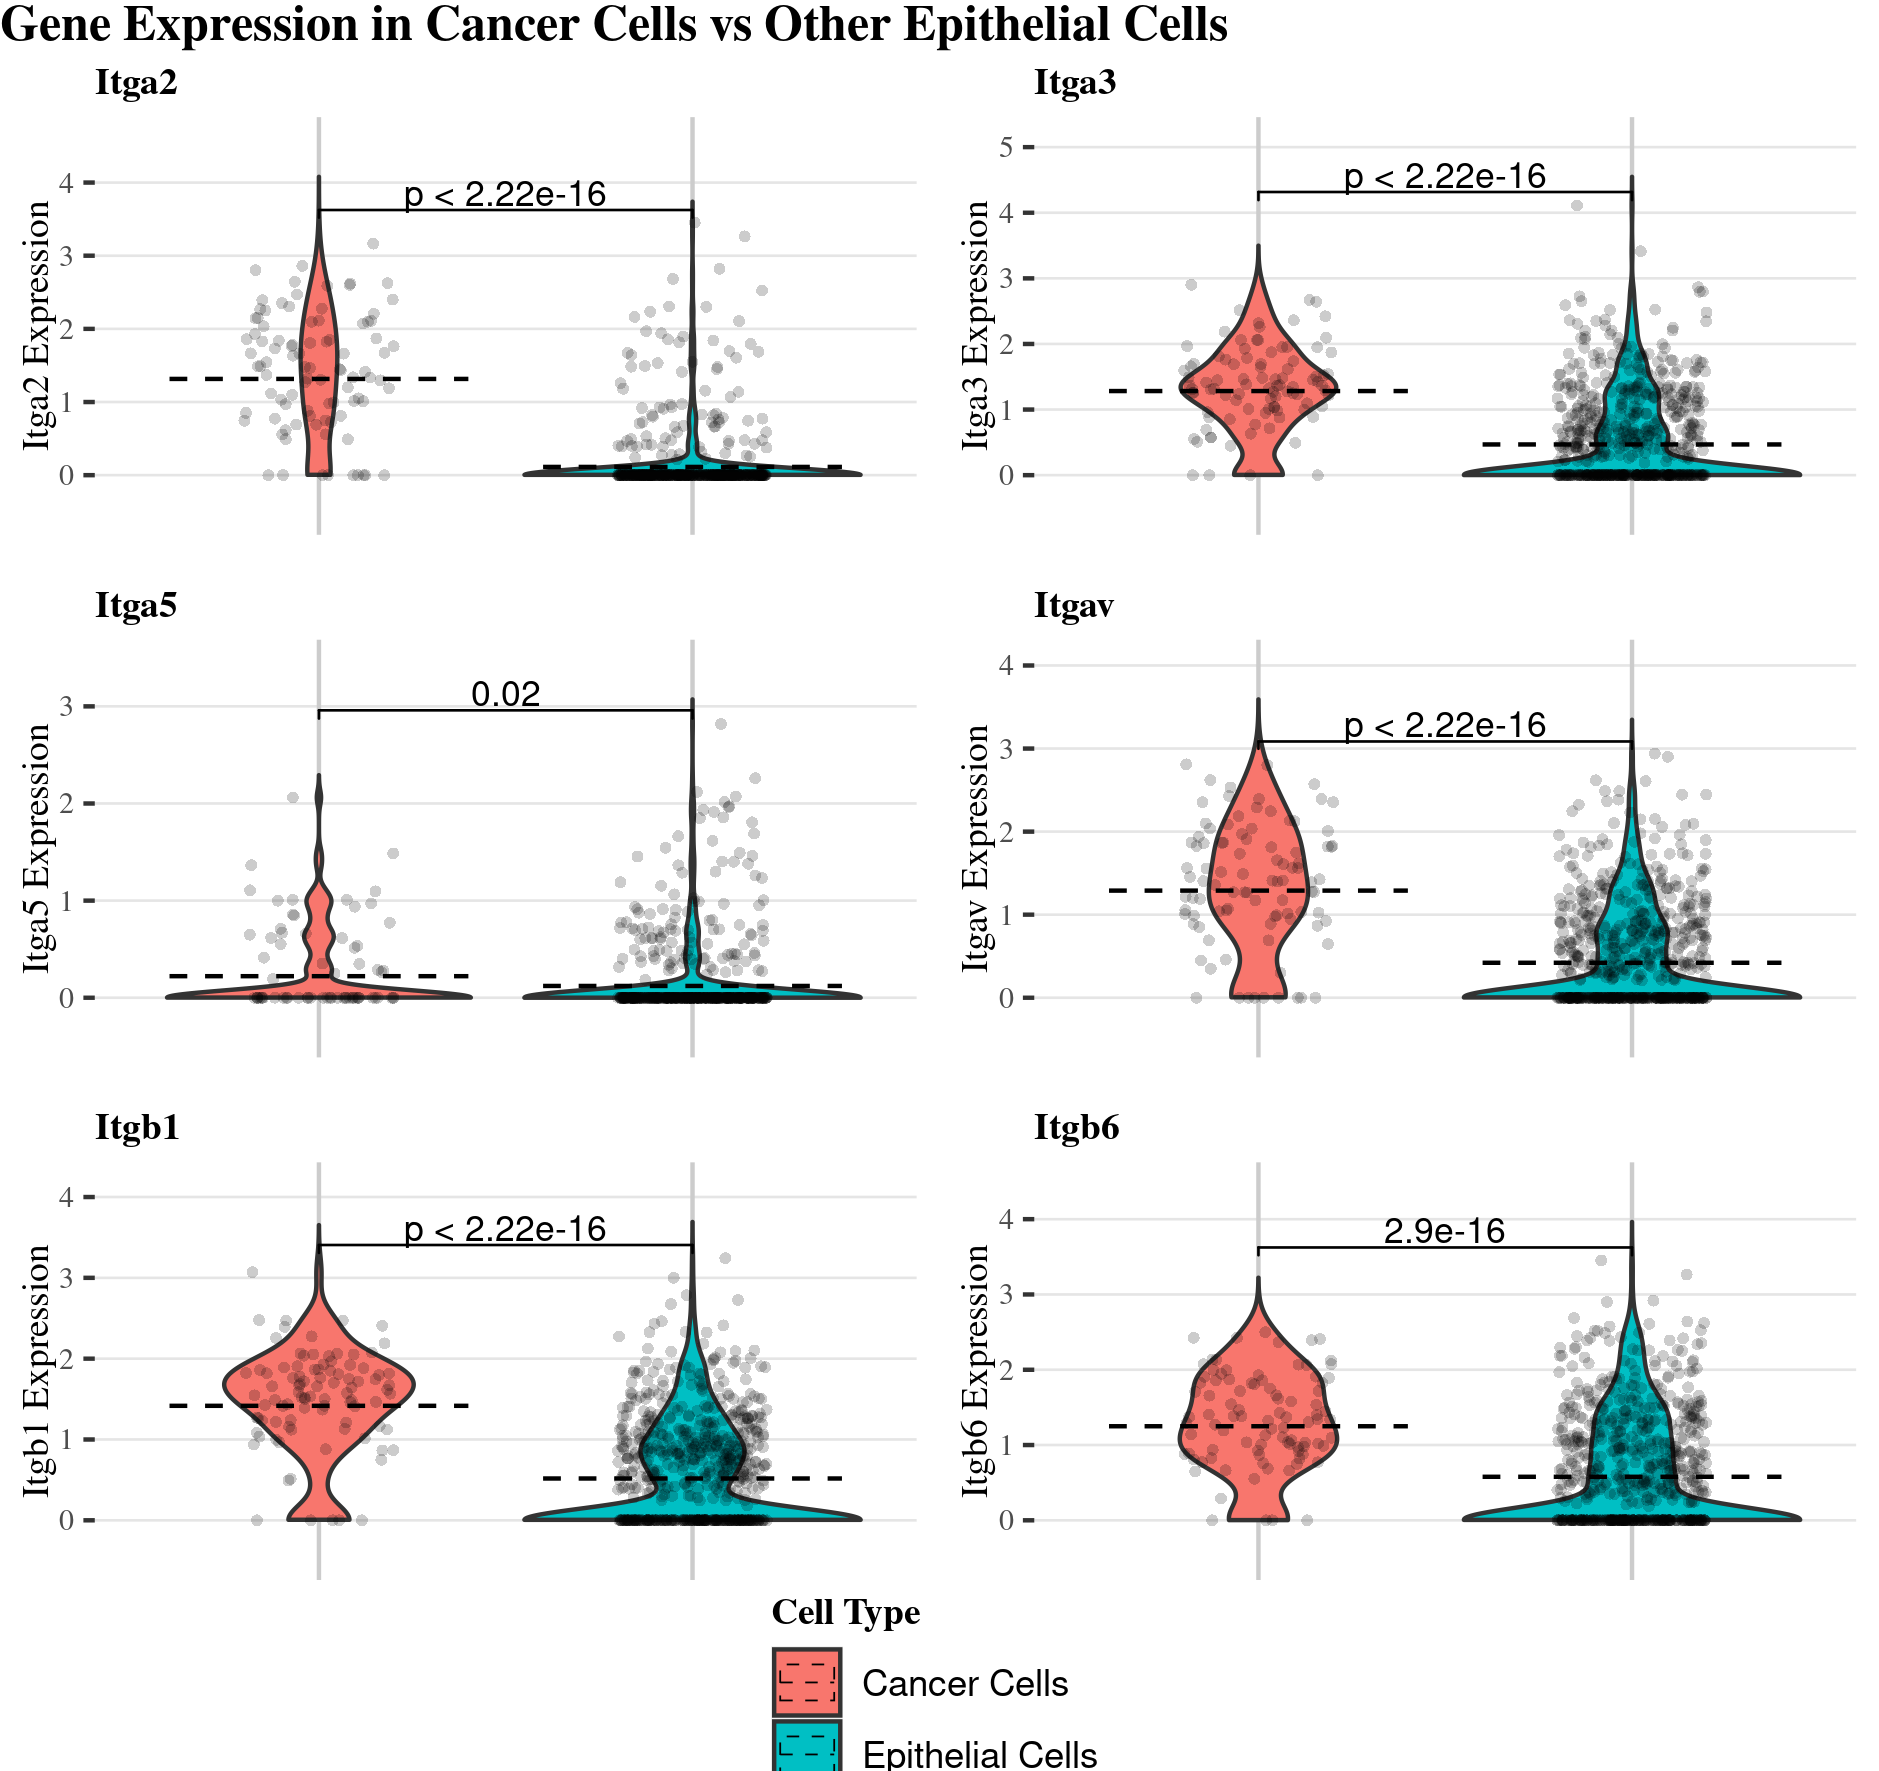 Gene Expression in Cancer Cells vs Other Epithelial Cells
Itga2
Itga2 Expression
4
3
2
1
0
p < 2.22e-16
Itga3
Itga3 Expression
5
4
3
2
1
0
p < 2.22e-16
Itga5
Itga5 Expression
3
2
1
0
0.02
Itgav
Itgav Expression
4
3
2
1
0
p < 2.22e-16
Itgb1
Itgb1 Expression
4
3
2
1
0
p < 2.22e-16
Itgb6
Itgb6 Expression
4
3
2
1
0
2.9e-16
Cell Type
Cancer Cells
Epithelial Cells